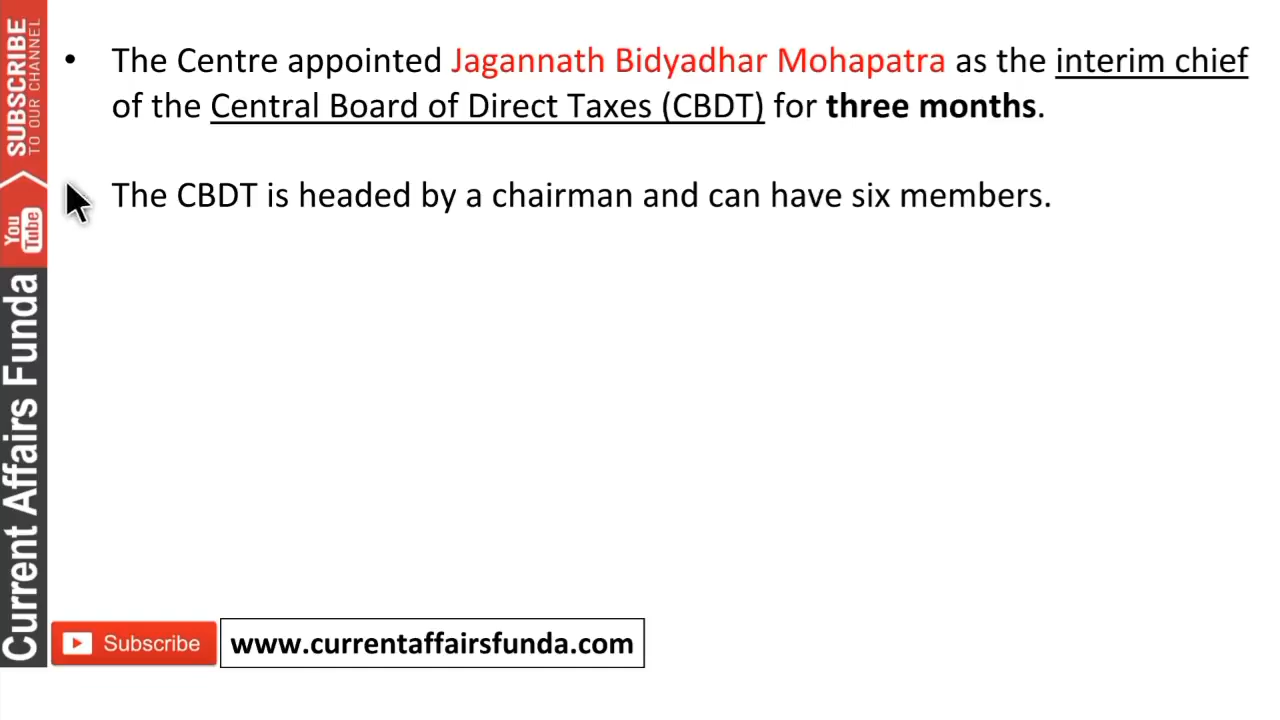 • The Centre appointed Jagannath Bidyadhar Mohapatra as the interim chief
of the Central Board of Direct Taxes (CBDT) for three months.
The CBDT is headed by a chairman and can have six members.
SUBSCRIBE
TO OUR CHANNEL
You
Tube
Current Affairs Funda
Subscribe
www.currentaffairsfunda.com